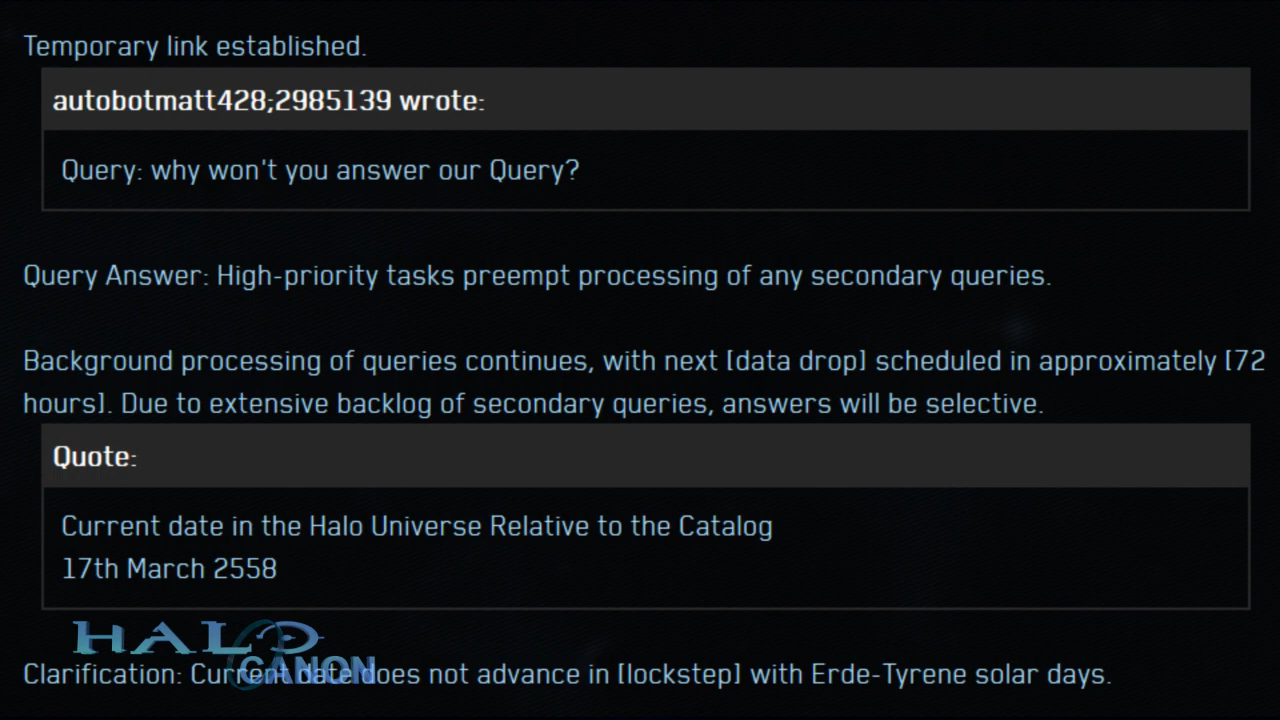 Temporary link established.
autobotmatt428;2985139 wrote:
Query: why won't you answer our Query?
Query Answer: High-priority tasks preempt processing of any secondary queries.
Background processing of queries continues, with next [data drop] scheduled in approximately [72
hours]. Due to extensive backlog of secondary queries, answers will be selective.
Quote:
Current date in the Halo Universe Relative to the Catalog
17th March 2558
HALO
CANON
Clarification: Current date does not advance in [lockstep] with Erde-Tyrene solar days.